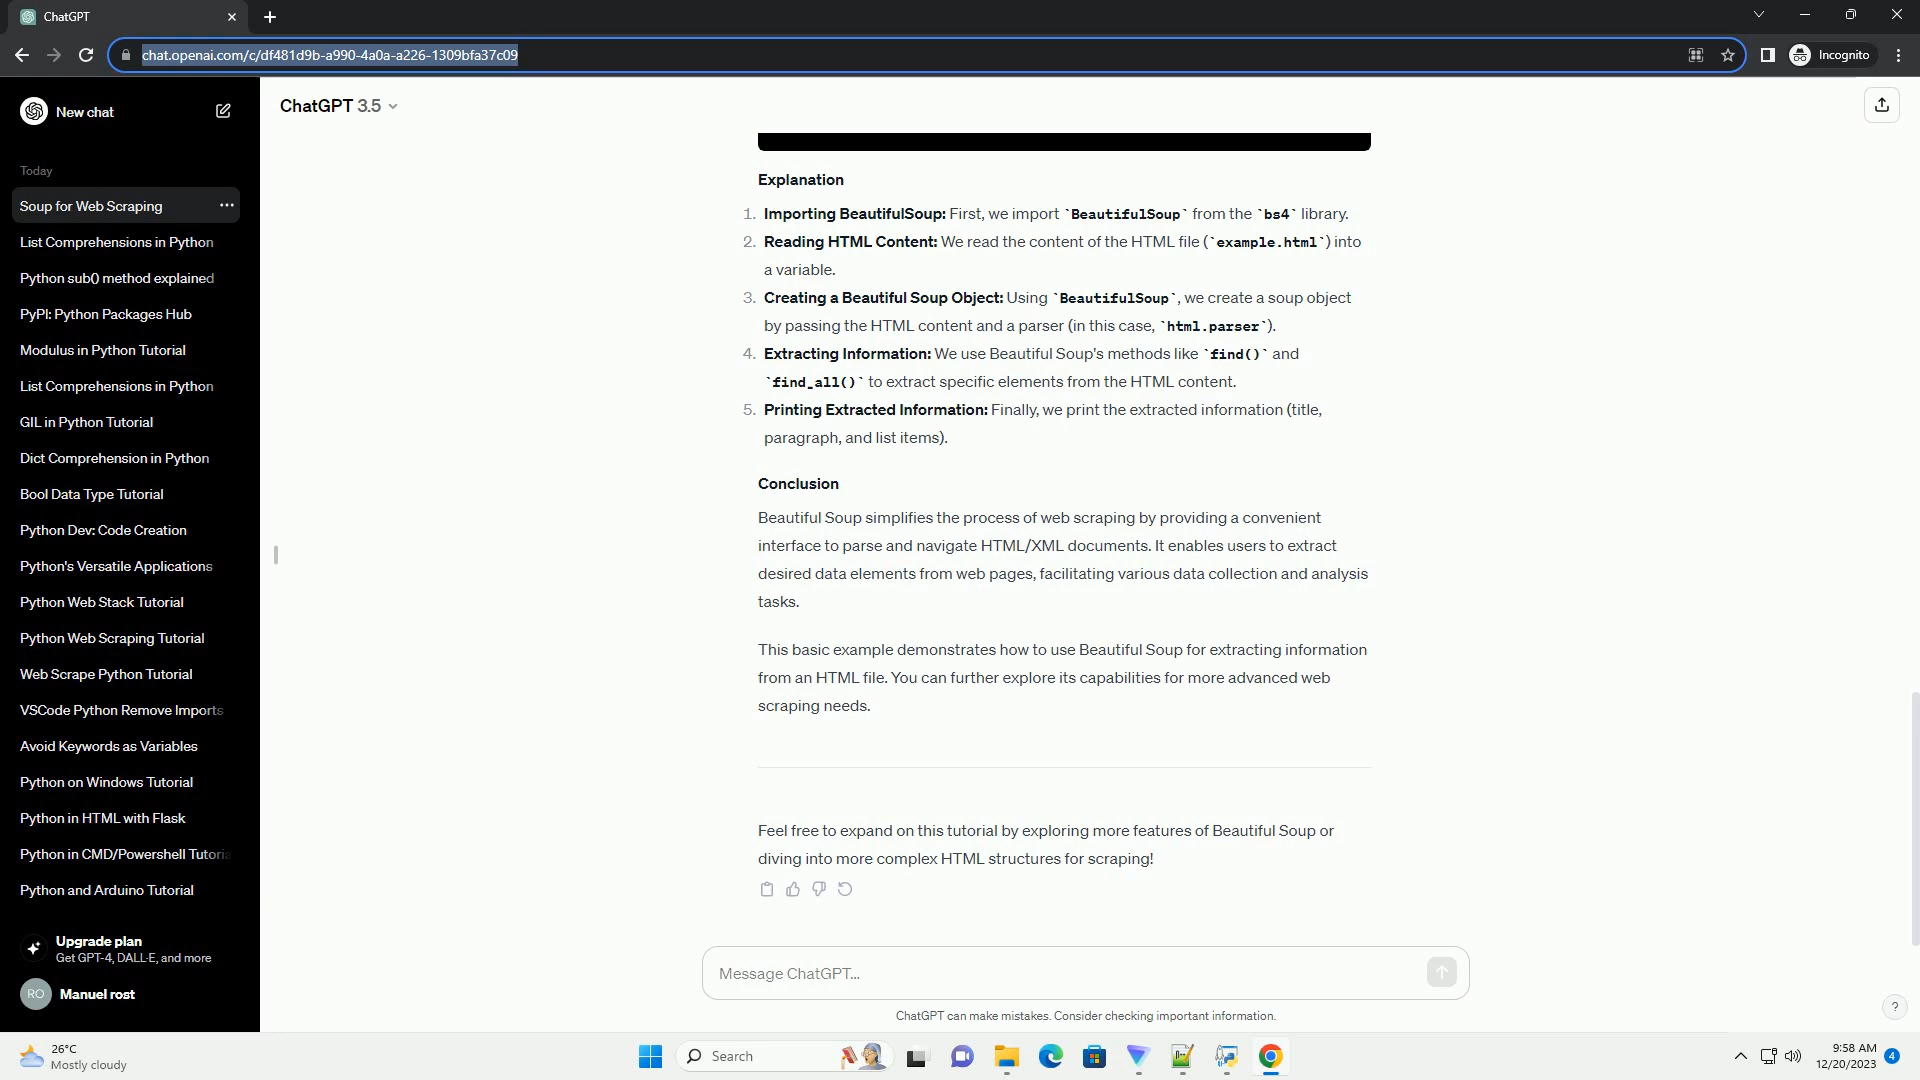 ChatGPT
chat.openai.com/c/df481d9b-a990-4a0a-a226-1309bfa37c09
Incognito
New chat
ChatGPT 3.5
Today
Soup for Web Scraping
List Comprehensions in Python
Python sub() method explained
PyPI: Python Packages Hub
Modulus in Python Tutorial
List Comprehensions in Python
GIL in Python Tutorial
Dict Comprehension in Python
Bool Data Type Tutorial
Python Dev: Code Creation
Python's Versatile Applications
Python Web Stack Tutorial
Python Web Scraping Tutorial
Web Scrape Python Tutorial
VSCode Python Remove Imports
Avoid Keywords as Variables
Python on Windows Tutorial
Python in HTML with Flask
Python in CMD/Powershell Tutoria
Python and Arduino Tutorial
Upgrade plan
Get GPT-4, DALL·E, and more
RO Manuel rost
Explanation
1. Importing BeautifulSoup: First, we import `BeautifulSoup` from the `bs4` library.
2. Reading HTML Content: We read the content of the HTML file (`example.html`) into
a variable.
3. Creating a Beautiful Soup Object: Using `BeautifulSoup`, we create a soup object
by passing the HTML content and a parser (in this case, `html.parser`).
4. Extracting Information: We use Beautiful Soup's methods like `find()` and
`find_all()` to extract specific elements from the HTML content.
5. Printing Extracted Information: Finally, we print the extracted information (title,
paragraph, and list items).
Conclusion
Beautiful Soup simplifies the process of web scraping by providing a convenient
interface to parse and navigate HTML/XML documents. It enables users to extract
desired data elements from web pages, facilitating various data collection and analysis
tasks.
This basic example demonstrates how to use Beautiful Soup for extracting information
from an HTML file. You can further explore its capabilities for more advanced web
scraping needs.
Feel free to expand on this tutorial by exploring more features of Beautiful Soup or
diving into more complex HTML structures for scraping!
Message ChatGPT...
ChatGPT can make mistakes. Consider checking important information.
?
26°C
Mostly cloudy
Search
9:58 AM
12/20/2023
4